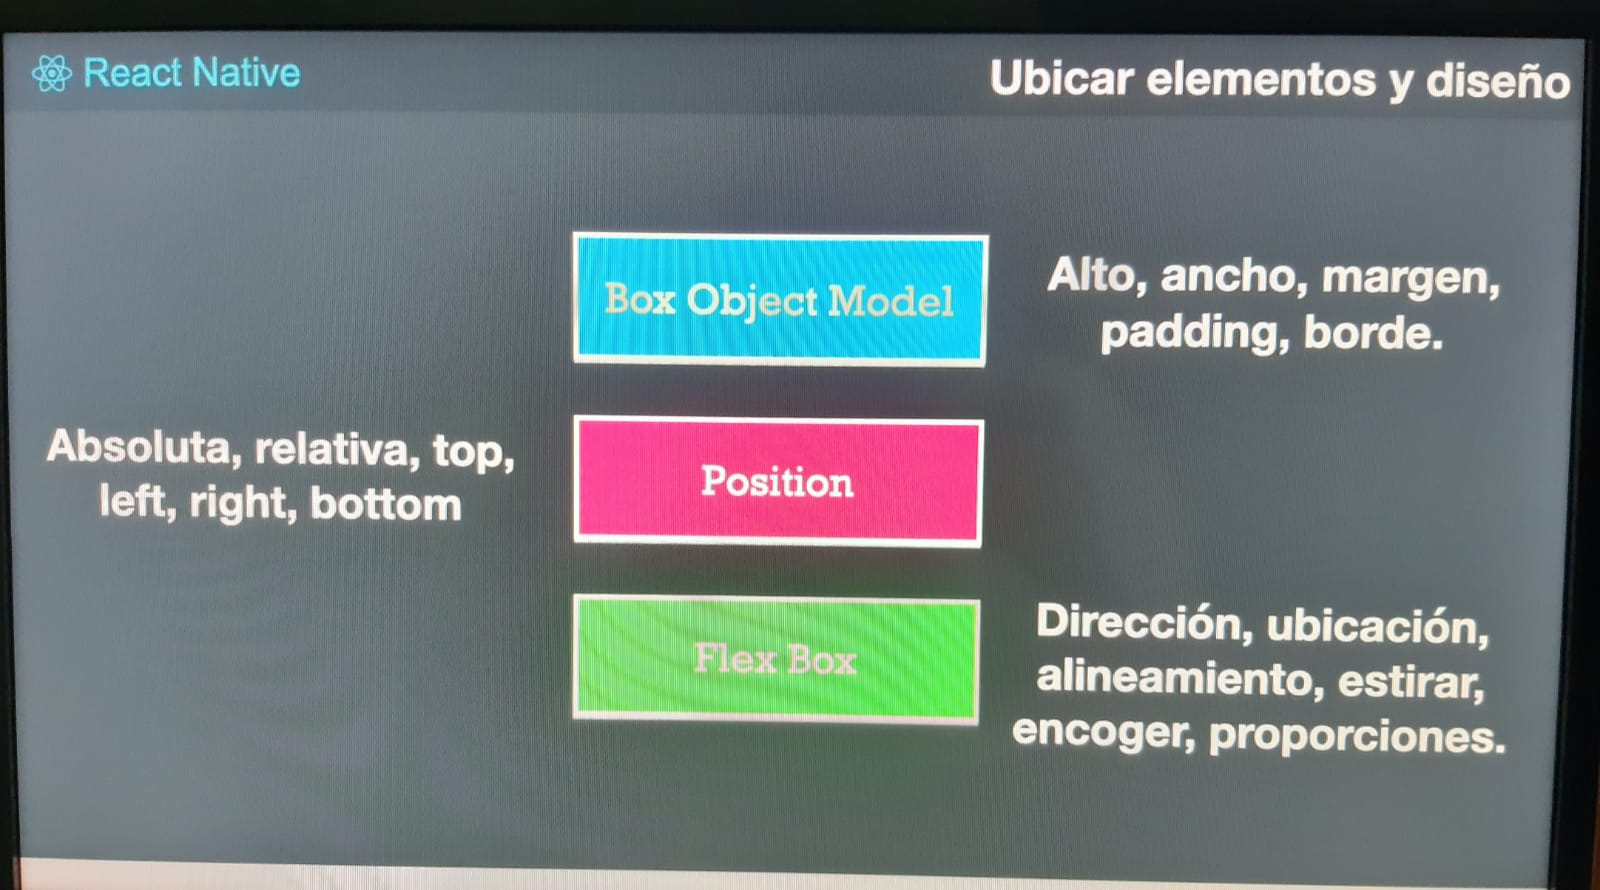 React Native
Ubicar elementos y diseño
Box Object Model
Alto, ancho, margen,
padding, borde.
Absoluta, relativa, top,
left, right, bottom
Position
Flex Box
Dirección, ubicación,
alineamiento, estirar,
encoger, proporciones.